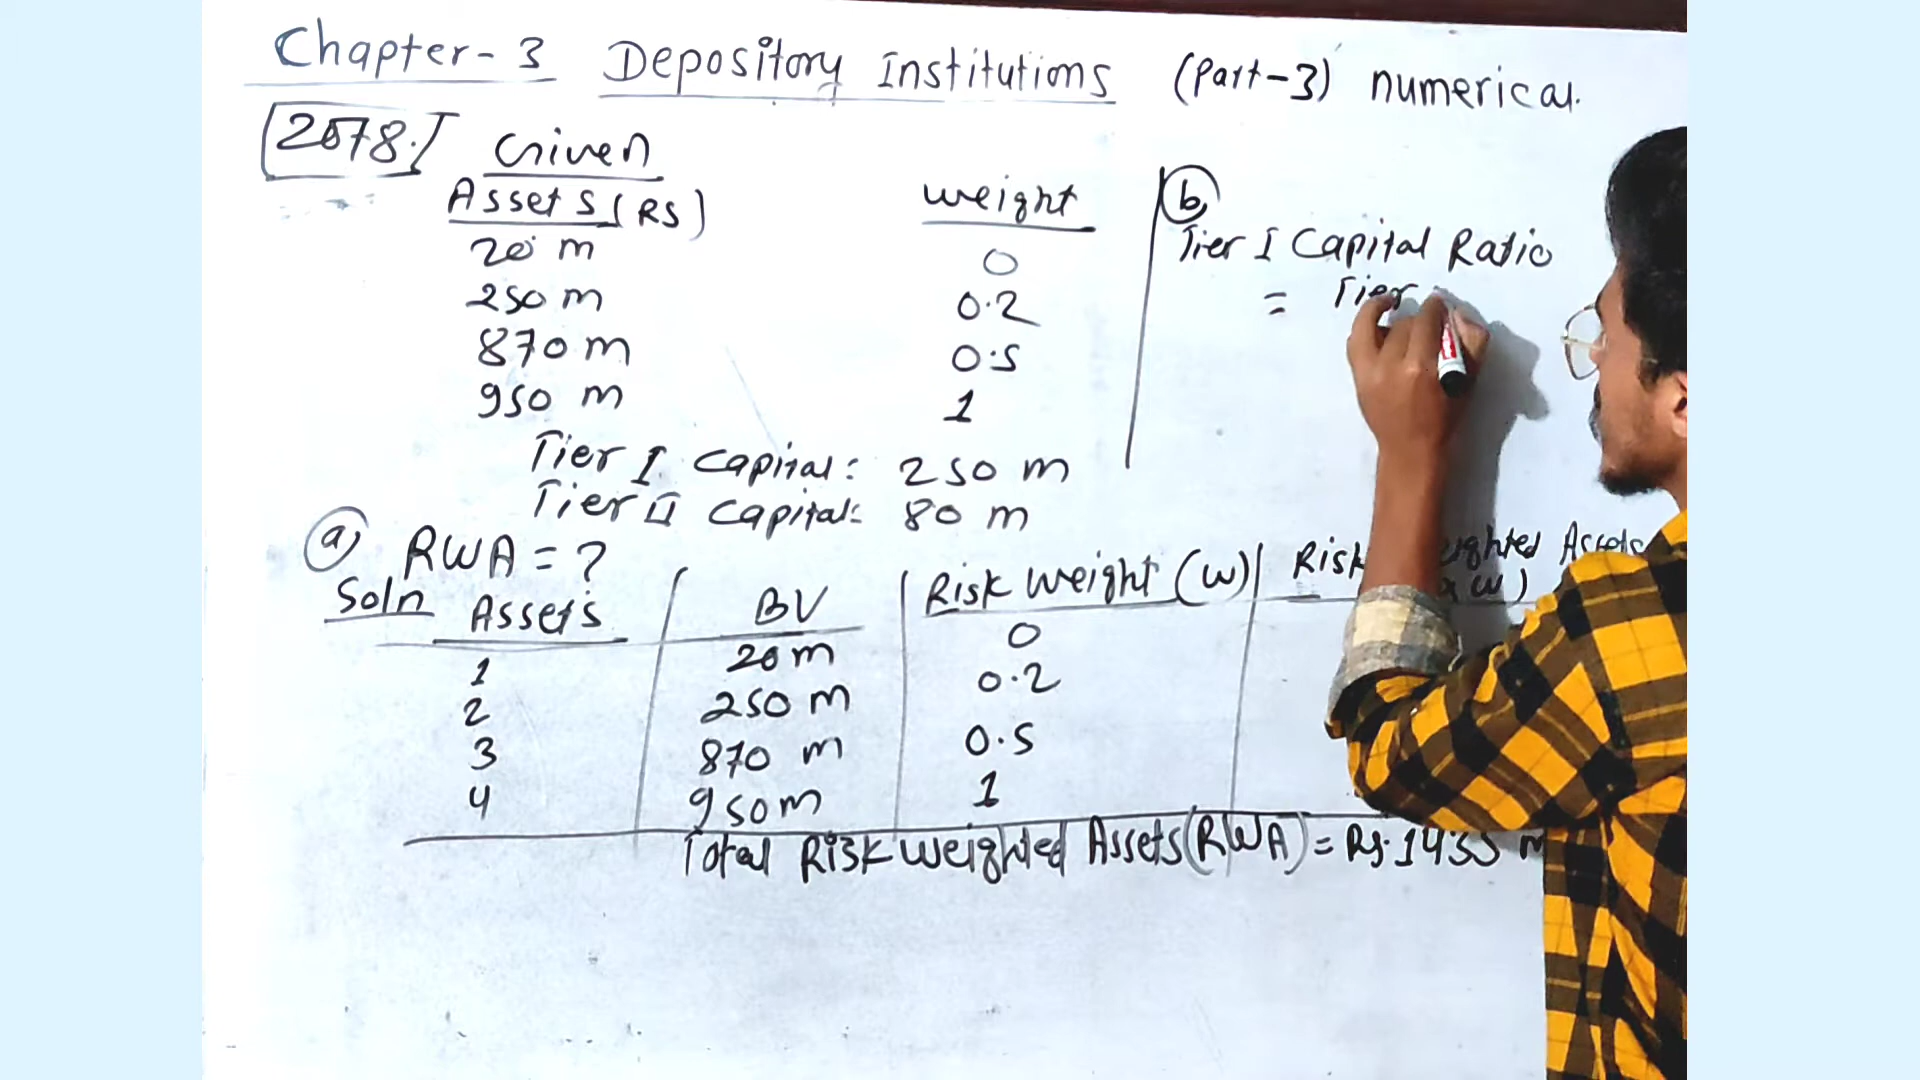 Chapter-3 Depository Institutions (Part-3) numerical.
2078.
Given
Assets (RS) weight
20 m 0
250 m 0.2
870 m 0.5
950 m 1
Tier I Capital: 250 m
Tier II Capital: 80 m
b
Tier I Capital Ratio
= Tier
a) RWA = ?
Soln
Assets BV Risk Weight (W) Risk Assets
W)
1 20 m 0
2 250 m 0.2
3 870 m 0.5
4 950 m 1
Total Risk weighted Assets (RWA) = Rs. 1435 m